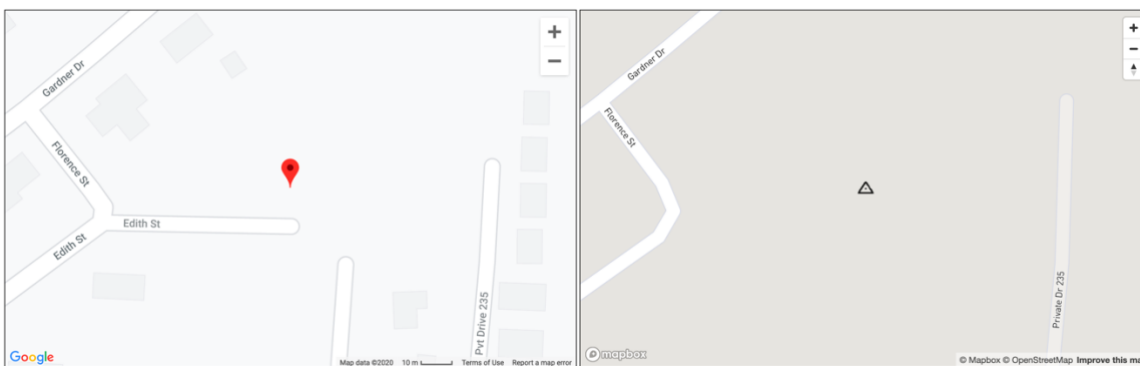 Gardner Dr
Florence St
Edith St
Edith St
Pvt Drive 235
+
−
Google
Map data ©2020 10 m Terms of Use Report a map error
Gardner Dr
Florence St
Private Dr 235
+
−
mapbox
© Mapbox © OpenStreetMap Improve this ma